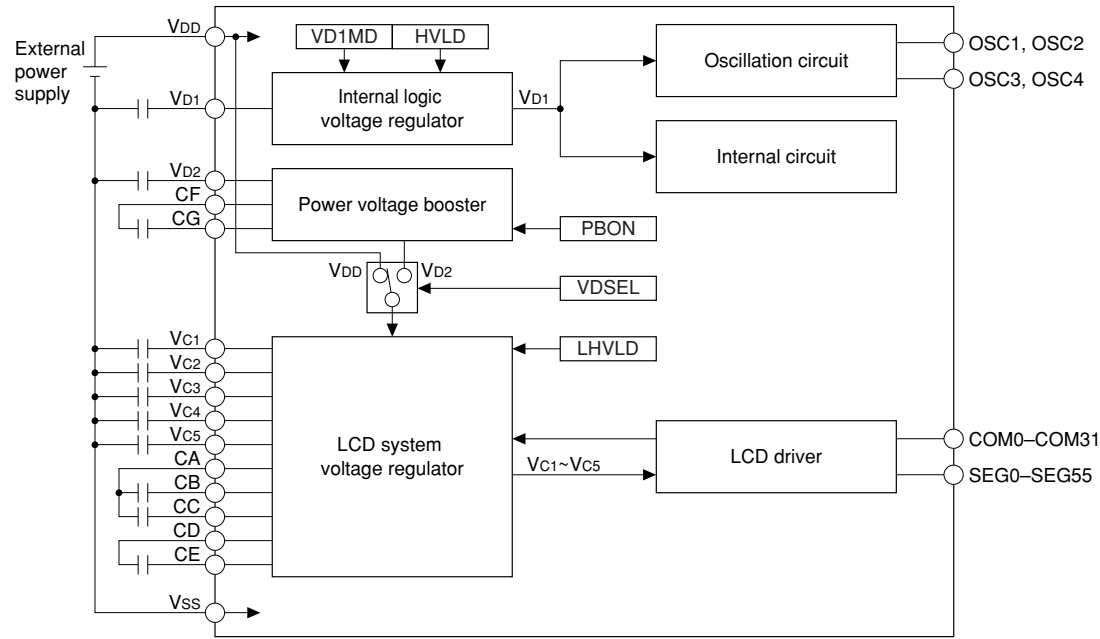 External
power
supply
VDD
VD1
VD2
CF
CG
VC1
VC2
VC3
VC4
VC5
CA
CB
CC
CD
CE
VSS
VD1MD
HVLD
Internal logic
voltage regulator
VD1
Oscillation circuit
Internal circuit
OSC1, OSC2
OSC3, OSC4
Power voltage booster
PBON
VDD
VD2
VDSEL
LHVLD
LCD system
voltage regulator
VC1~VC5
LCD driver
COM0–COM31
SEG0–SEG55